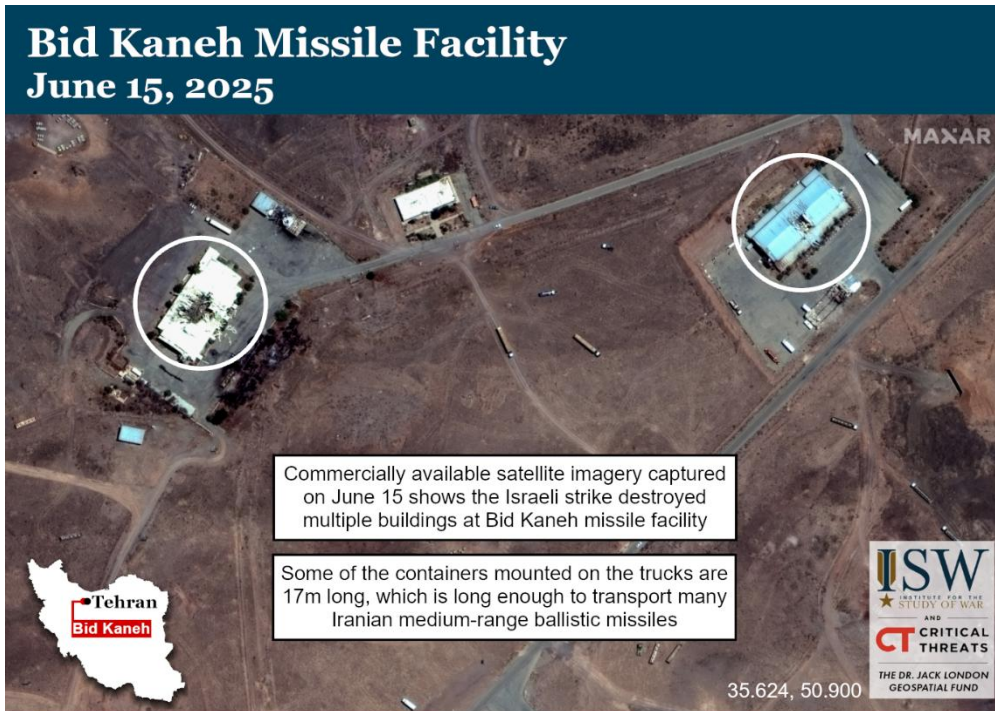 Bid Kaneh Missile Facility
June 15, 2025
MAXAR
Commercially available satellite imagery captured
on June 15 shows the Israeli strike destroyed
multiple buildings at Bid Kaneh missile facility
Some of the containers mounted on the trucks are
17m long, which is long enough to transport many
Iranian medium-range ballistic missiles
Tehran
Bid Kaneh
35.624, 50.900
ISW
INSTITUTE FOR THE
STUDY OF WAR
AND
CT CRITICAL
THREATS
THE DR. JACK LONDON
GEOSPATIAL FUND